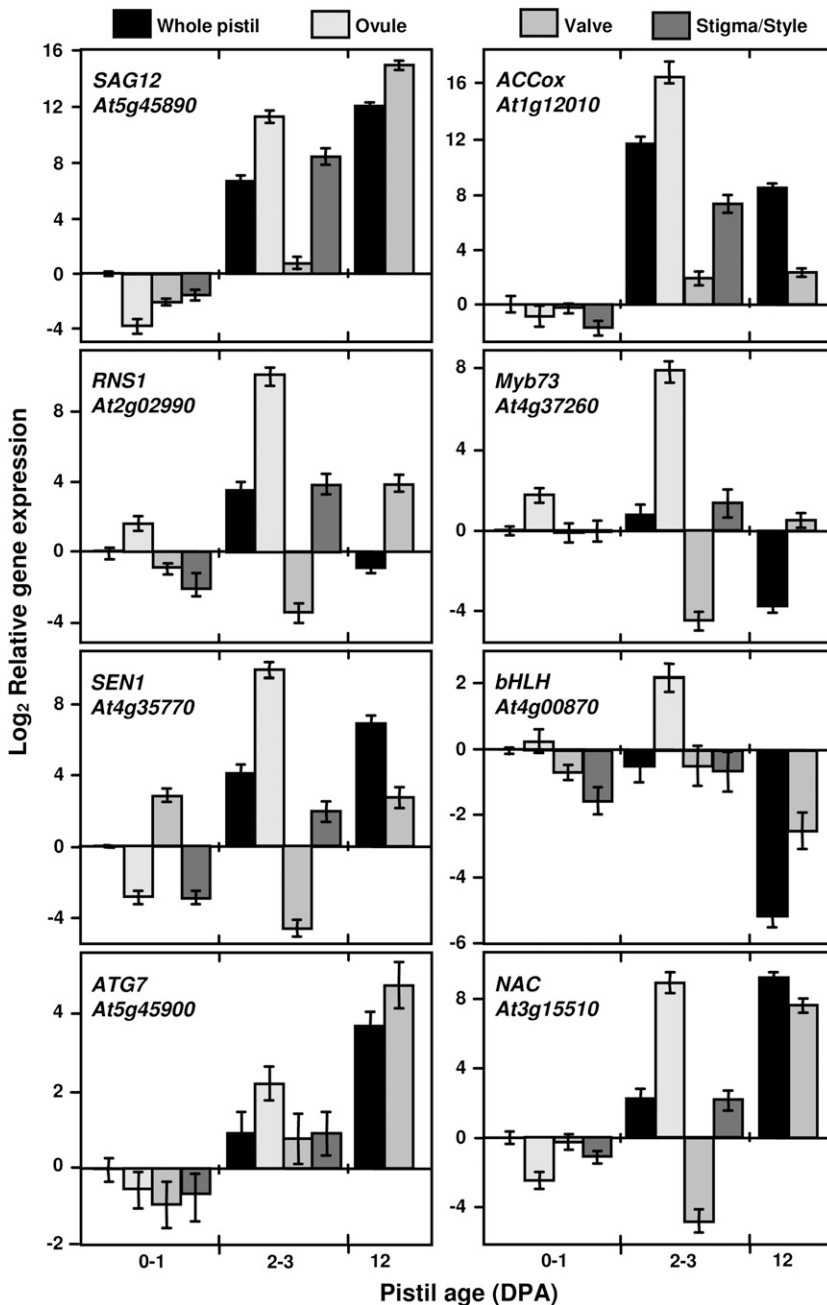 Whole pistil Ovule Valve Stigma/Style
Log2 Relative gene expression
SAG12
At5g45890
16
12
8
4
0
-4
ACCox
At1g12010
16
12
8
4
0
RNS1
At2g02990
8
4
0
-4
Myb73
At4g37260
8
4
0
-4
SEN1
At4g35770
8
4
0
-4
bHLH
At4g00870
2
0
-2
-4
-6
ATG7
At5g45900
4
2
0
-2
NAC
At3g15510
8
4
0
-4
0-1 2-3 12
0-1 2-3 12
Pistil age (DPA)